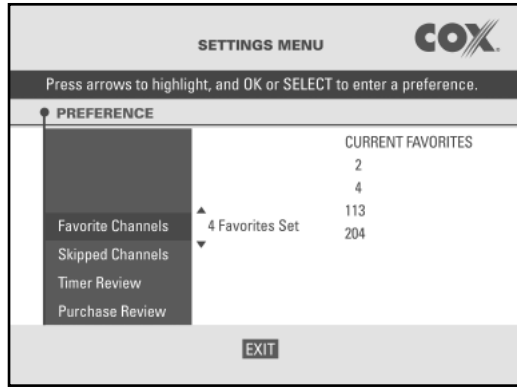 SETTINGS MENU
COX
Press arrows to highlight, and OK or SELECT to enter a preference.
PREFERENCE
CURRENT FAVORITES
2
4
113
204
Favorite Channels
4 Favorites Set
Skipped Channels
Timer Review
Purchase Review
EXIT